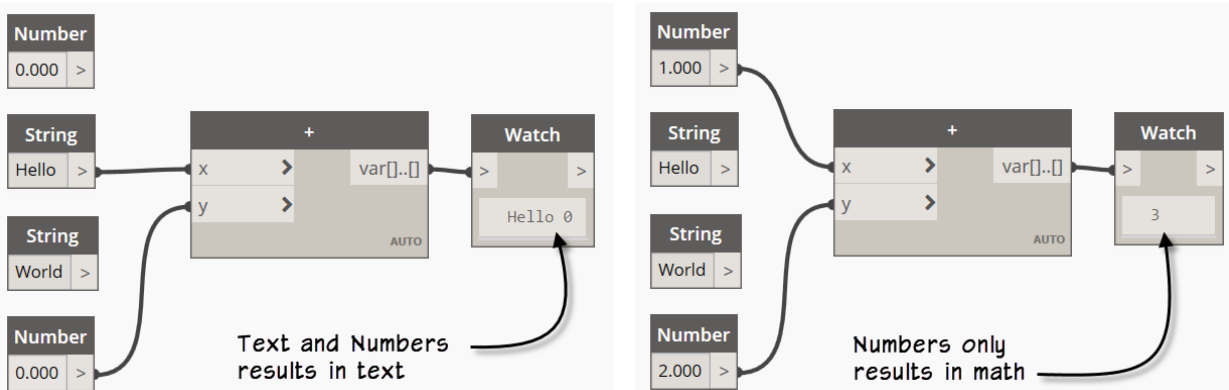 Number
0.000 >
String
Hello >
String
World >
Number
0.000 >
+
x > var[]..[]
y >
AUTO
Watch
> >
Hello 0
Text and Numbers
results in text
Number
1.000 >
String
Hello >
String
World >
Number
2.000 >
+
x > var[]..[]
y >
AUTO
Watch
> >
3
Numbers only
results in math